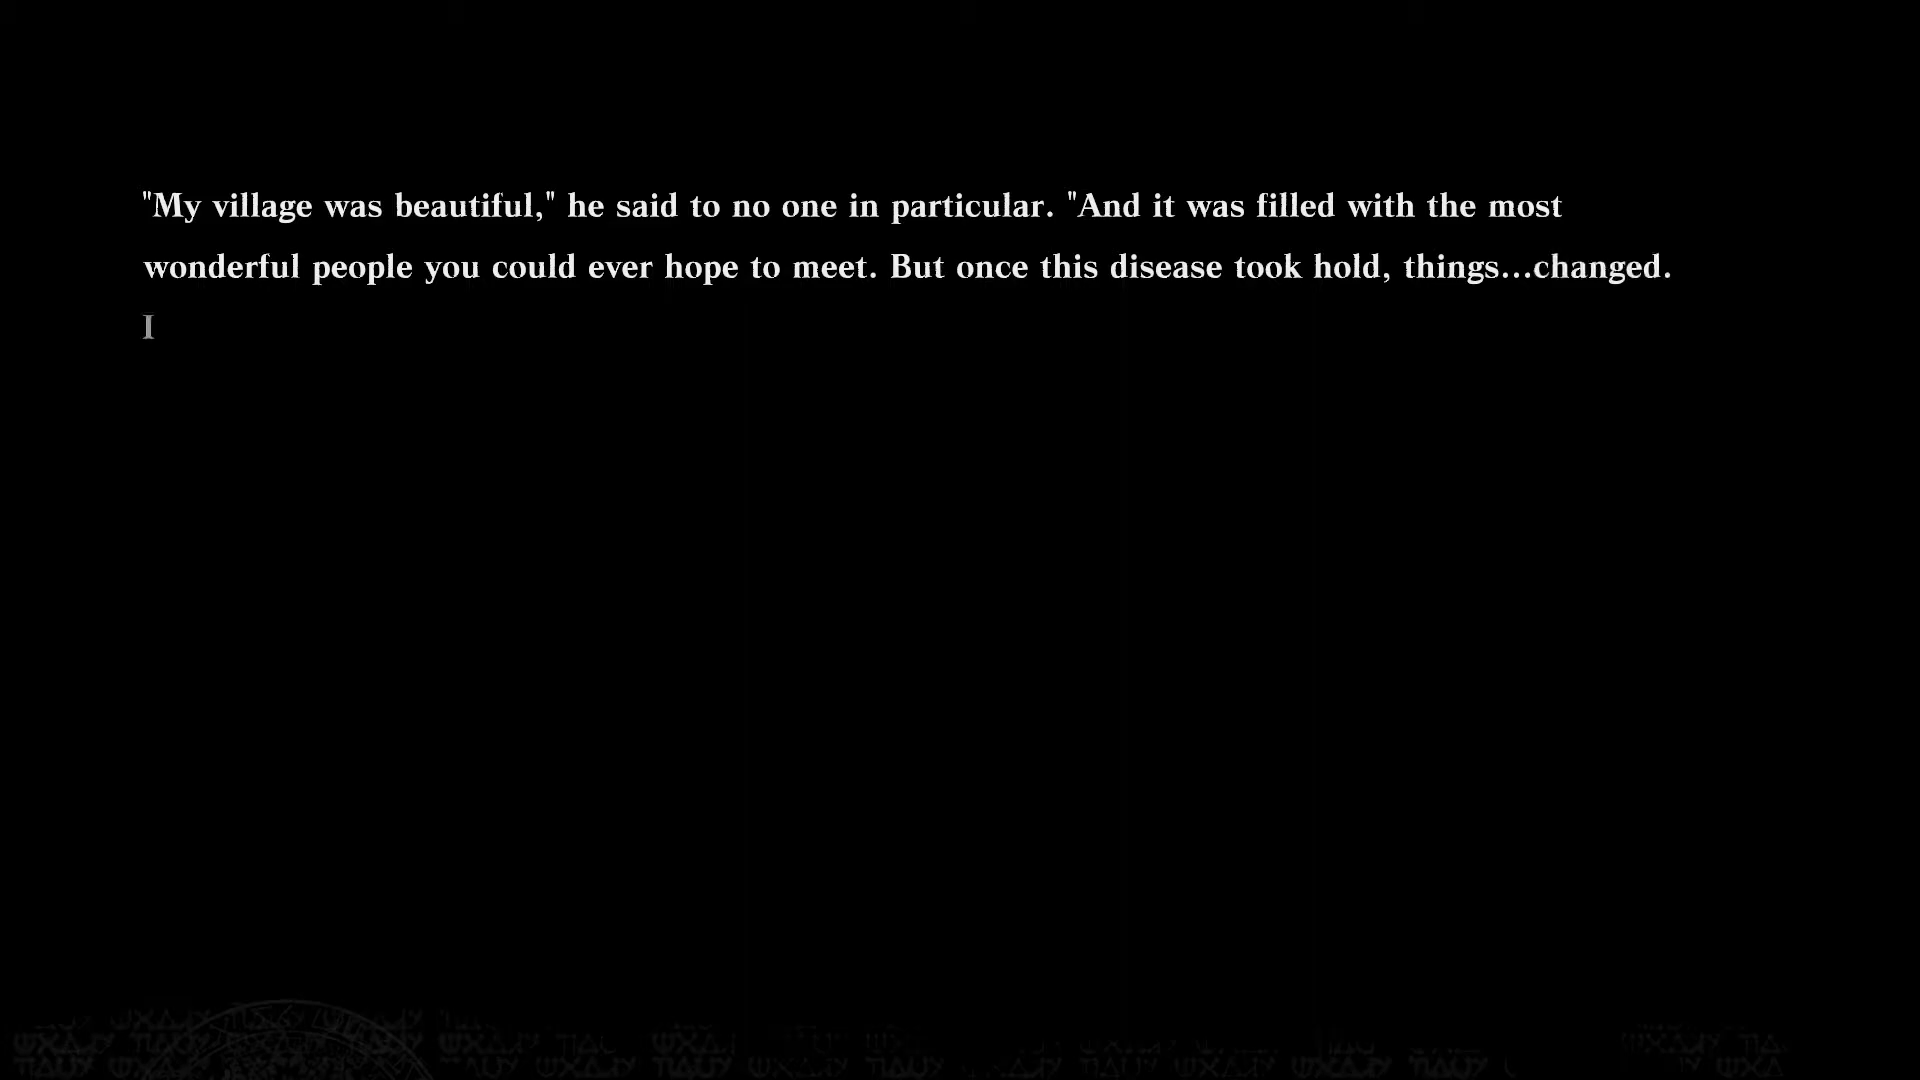 "My village was beautiful," he said to no one in particular. "And it was filled with the most
wonderful people you could ever hope to meet. But once this disease took hold, things...changed.
I